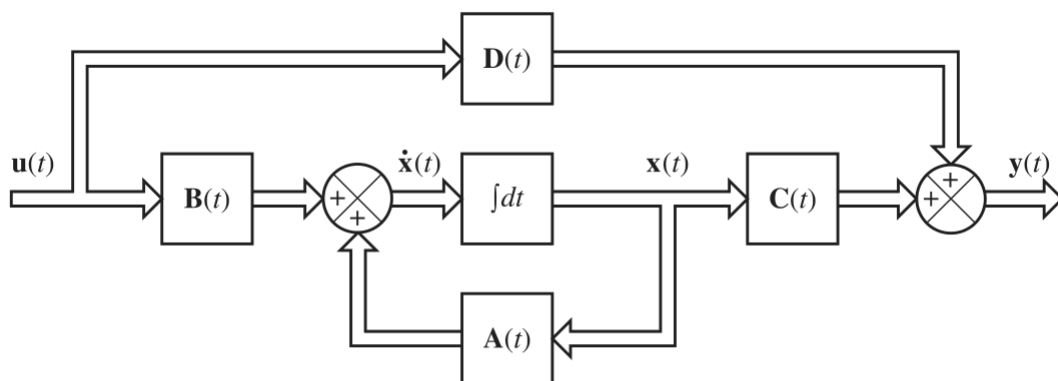 D(t)
u(t)
B(t)
+
+
ẋ(t)
∫dt
x(t)
C(t)
+
+
y(t)
A(t)